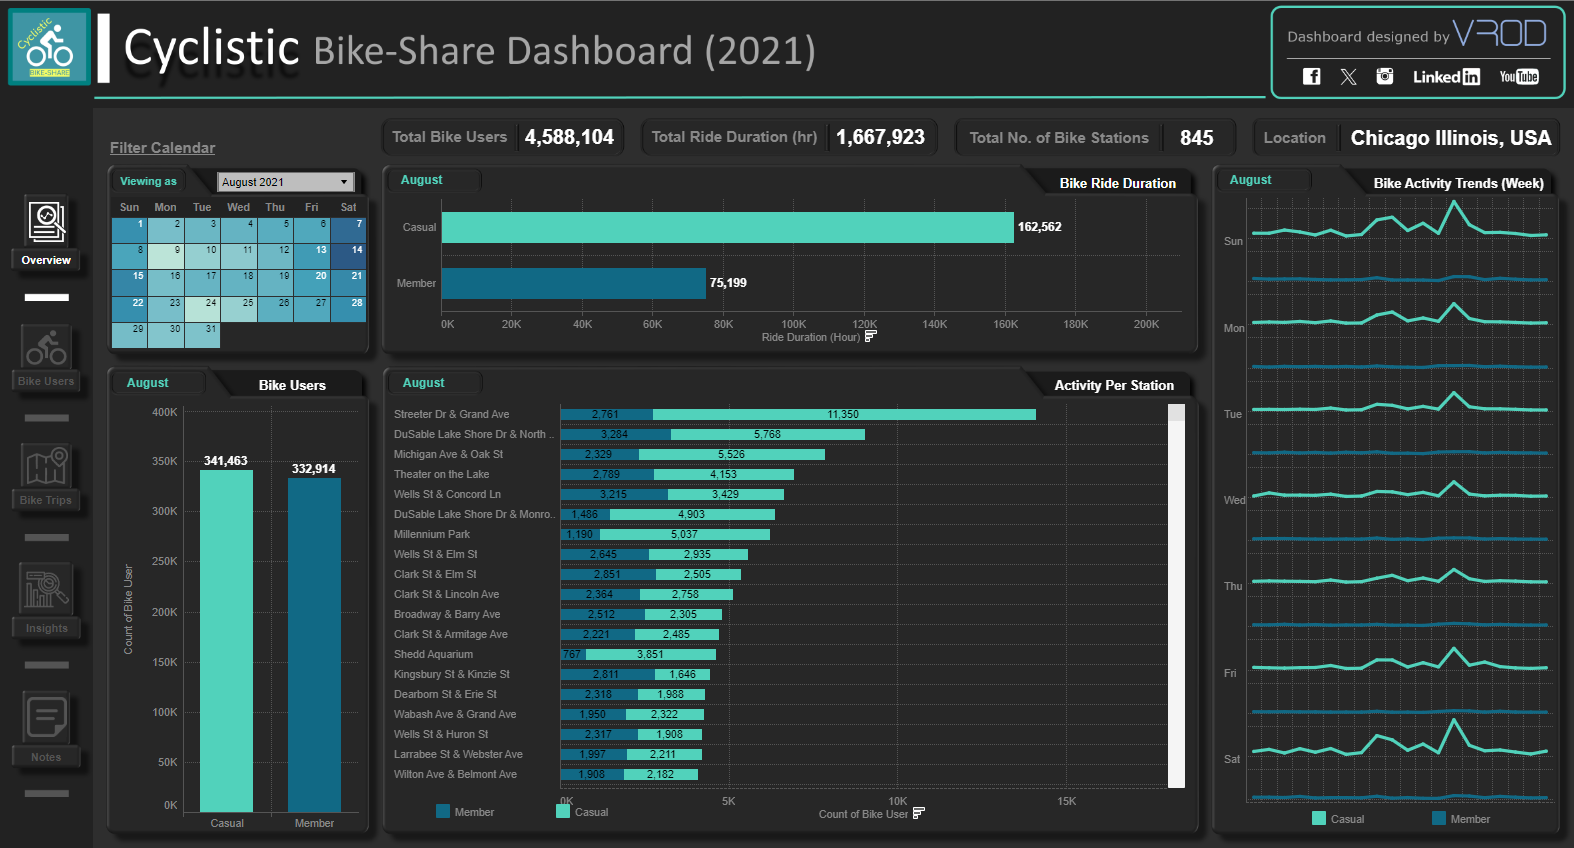 Cyclistic
BIKE-SHARE
Cyclistic Bike-Share Dashboard (2021)
Dashboard designed by VROD
Linked in
You Tube
Total Bike Users 4,588,104
Total Ride Duration (hr) 1,667,923
Total No. of Bike Stations 845
Location Chicago Illinois, USA
Overview
Bike Users
Bike Trips
Insights
Notes
Filter Calendar
Viewing as August 2021
Sun Mon Tue Wed Thu Fri Sat
1 2 3 4 5 6 7
8 9 10 11 12 13 14
15 16 17 18 19 20 21
22 23 24 25 26 27 28
29 30 31
August Bike Ride Duration
Casual 162,562
Member 75,199
0K 20K 40K 60K 80K 100K 120K 140K 160K 180K 200K
Ride Duration (Hour)
August Bike Users
400K
350K
300K
250K
200K
150K
100K
50K
0K
Count of Bike User
341,463 332,914
Casual Member
August Activity Per Station
Streeter Dr & Grand Ave 2,761 11,350
DuSable Lake Shore Dr & North .. 3,284 5,768
Michigan Ave & Oak St 2,329 5,526
Theater on the Lake 2,789 4,153
Wells St & Concord Ln 3,215 3,429
DuSable Lake Shore Dr & Monro.. 1,486 4,903
Millennium Park 1,190 5,037
Wells St & Elm St 2,645 2,935
Clark St & Elm St 2,851 2,505
Clark St & Lincoln Ave 2,364 2,758
Broadway & Barry Ave 2,512 2,305
Clark St & Armitage Ave 2,221 2,485
Shedd Aquarium 767 3,851
Kingsbury St & Kinzie St 2,811 1,646
Dearborn St & Erie St 2,318 1,988
Wabash Ave & Grand Ave 1,950 2,322
Wells St & Huron St 2,317 1,908
Larrabee St & Webster Ave 1,997 2,211
Wilton Ave & Belmont Ave 1,908 2,182
0K 5K 10K 15K
Member Casual
Count of Bike User
August Bike Activity Trends (Week)
Sun
Mon
Tue
Wed
Thu
Fri
Sat
Casual Member